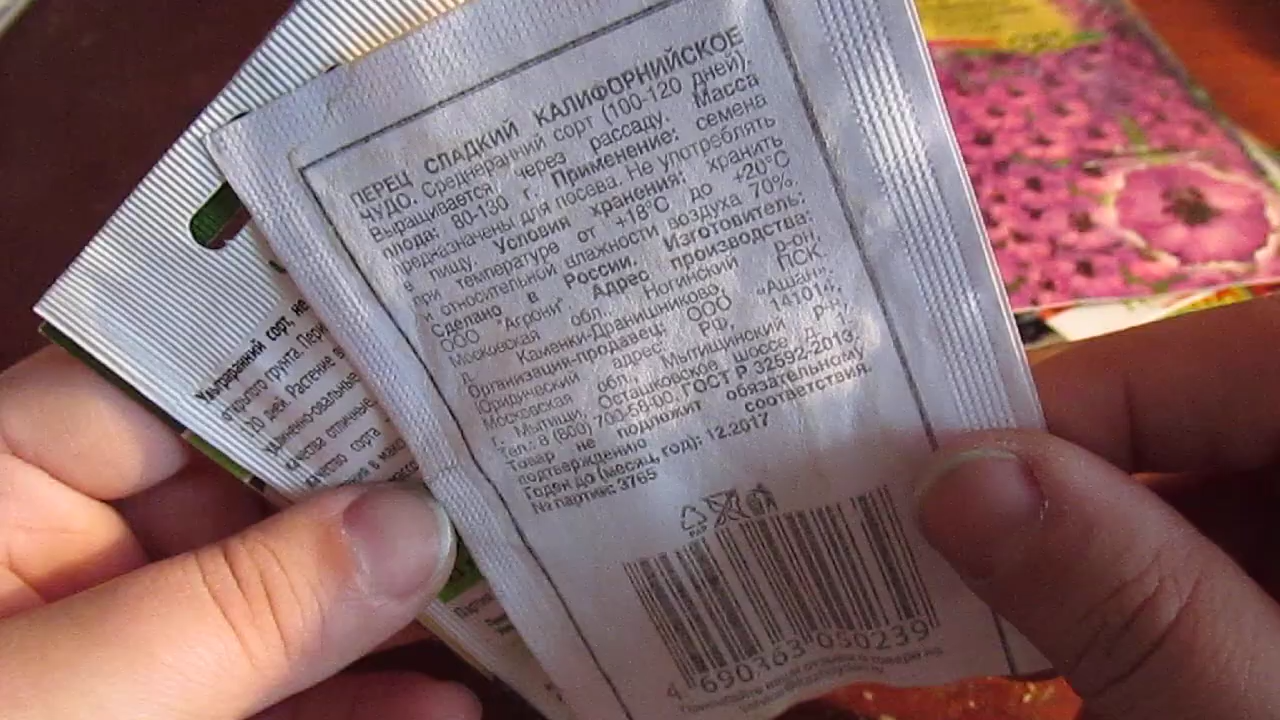 ПЕРЕЦ СЛАДКИЙ КАЛИФОРНИЙСКОЕ
ЧУДО. Среднеранний сорт (100-120 дней).
Выращивается через рассаду. Масса
плода: 80-130 г. Применение: семена
предназначены для посева. Не употреблять
в пищу. Условия хранения: хранить
при температуре от +18°С до +20°С
и относительной влажности воздуха 70%.
Сделано в России. Изготовитель:
ООО "Агрони" Адрес производства:
Московская обл., Ногинский р-он
д. Каменки-Дранишниково, ПСК.
Организация-продавец: ООО «Ашан».
Юридический адрес: РФ, 141014,
Московская обл., Мытищинский р-н,
г. Мытищи, Осташковское шоссе, д. 1.
Тел.: 8 (800) 700-58-00, ГОСТ Р 32592-2013,
Товар не подлежит обязательному
подтверждению соответствия.
Годен до (месяц, год): 12.2017
№ партии: 3765
PAP
4 690363 050239
Ультраранний сорт, не
открытого грунта. Пери
дней. Растение в
качества отличные
сорта